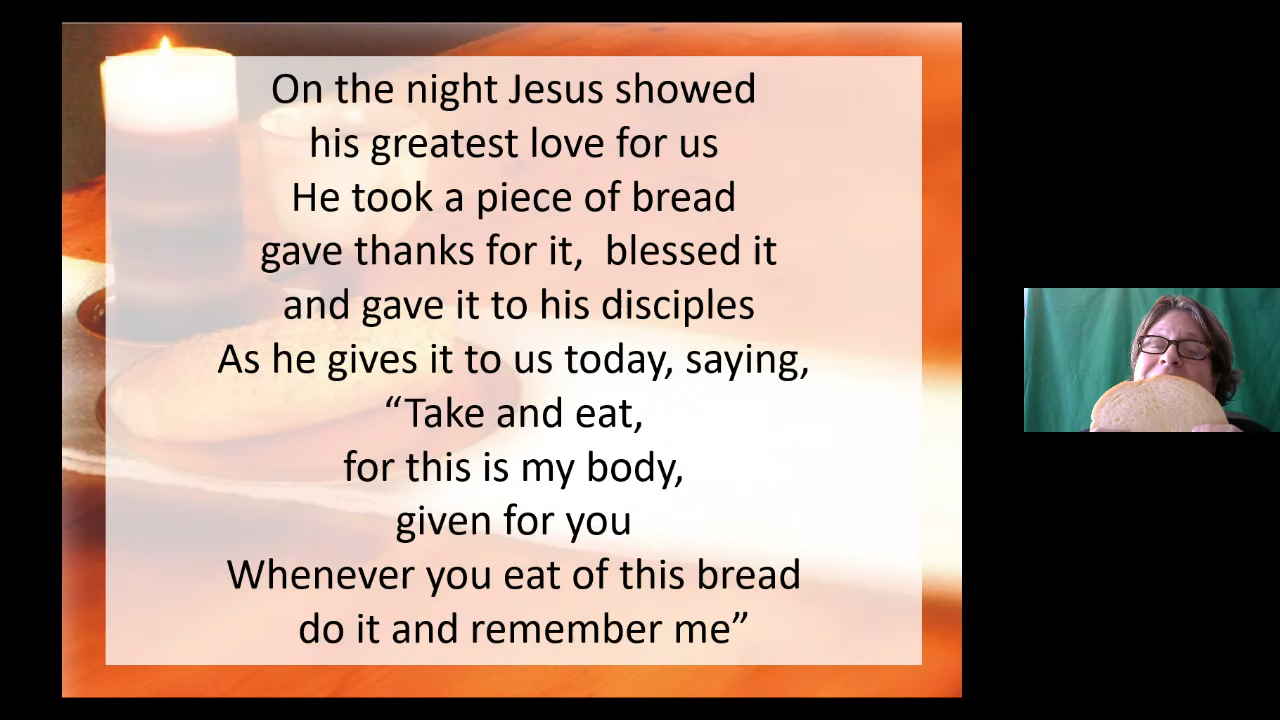 On the night Jesus showed
his greatest love for us
He took a piece of bread
gave thanks for it,  blessed it
and gave it to his disciples
As he gives it to us today, saying,
“Take and eat,
for this is my body,
given for you
Whenever you eat of this bread
do it and remember me”